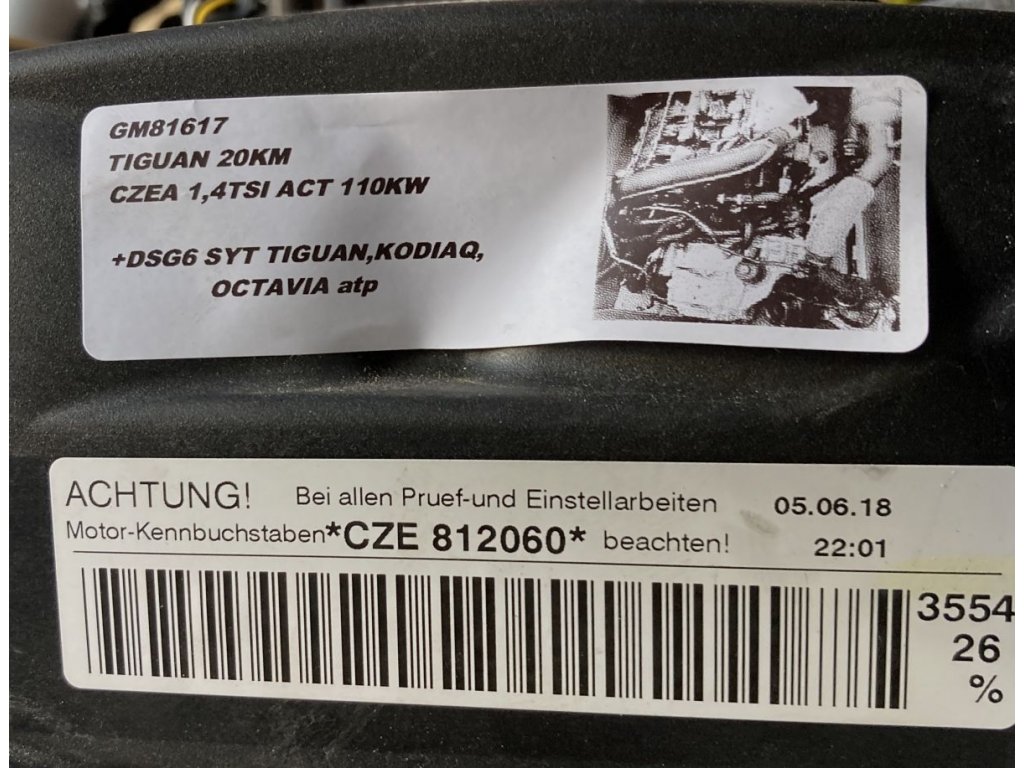 GM81617
TIGUAN 20KM
CZEA 1,4TSI ACT 110KW
+DSG6 SYT TIGUAN,KODIAQ,
OCTAVIA atp
ACHTUNG! Bei allen Pruef-und Einstellarbeiten 05.06.18
Motor-Kennbuchstaben*CZE 812060* beachten! 22:01
3554
26
%